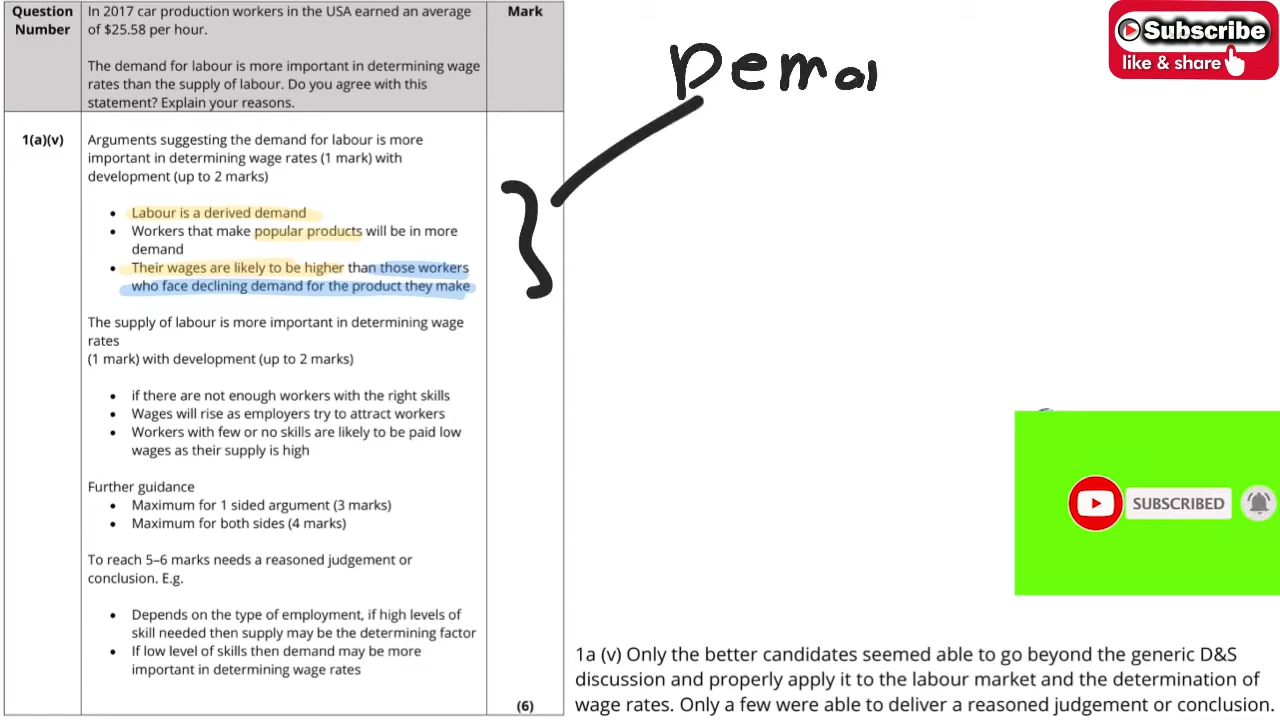 Question
Number
In 2017 car production workers in the USA earned an average
of $25.58 per hour.
The demand for labour is more important in determining wage
rates than the supply of labour. Do you agree with this
statement? Explain your reasons.
Mark
1(a)(v)
Arguments suggesting the demand for labour is more
important in determining wage rates (1 mark) with
development (up to 2 marks)
• Labour is a derived demand
• Workers that make popular products will be in more
demand
• Their wages are likely to be higher than those workers
who face declining demand for the product they make
The supply of labour is more important in determining wage
rates
(1 mark) with development (up to 2 marks)
• if there are not enough workers with the right skills
• Wages will rise as employers try to attract workers
• Workers with few or no skills are likely to be paid low
wages as their supply is high
Further guidance
• Maximum for 1 sided argument (3 marks)
• Maximum for both sides (4 marks)
To reach 5–6 marks needs a reasoned judgement or
conclusion. E.g.
• Depends on the type of employment, if high levels of
skill needed then supply may be the determining factor
• If low level of skills then demand may be more
important in determining wage rates
(6)
Demal
Subscribe
like & share
SUBSCRIBED
1a (v) Only the better candidates seemed able to go beyond the generic D&S
discussion and properly apply it to the labour market and the determination of
wage rates. Only a few were able to deliver a reasoned judgement or conclusion.